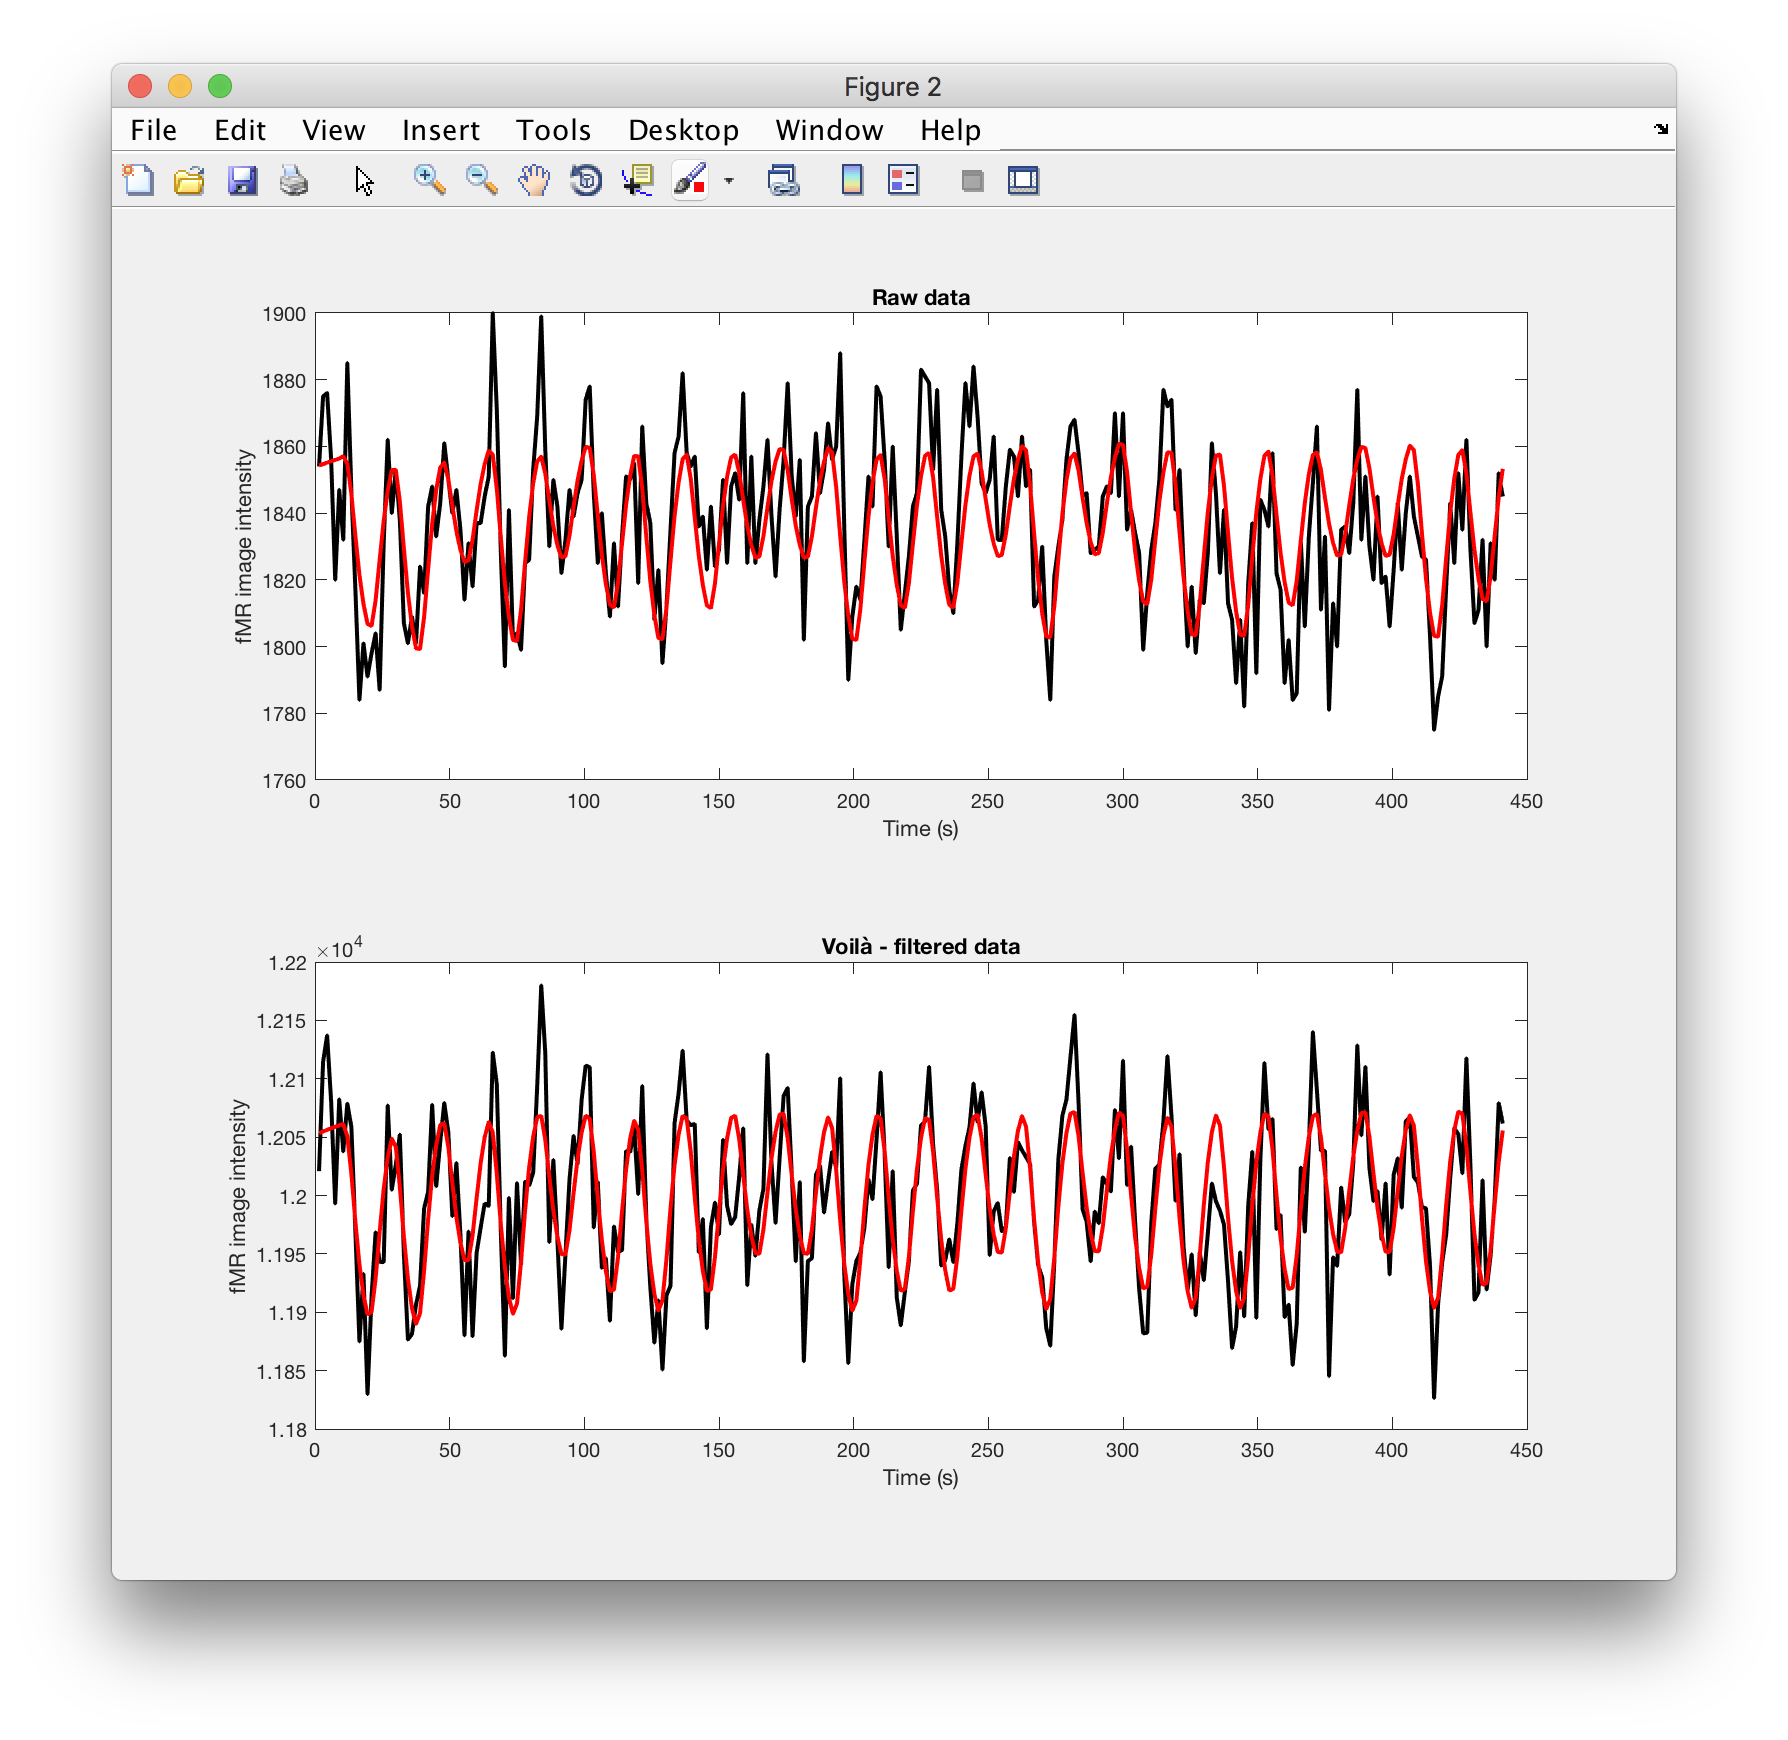 Figure 2
File Edit View Insert Tools Desktop Window Help
Raw data
1900
1880
1860
1840
1820
1800
1780
1760
fMR image intensity
0 50 100 150 200 250 300 350 400 450
Time (s)
Voilà - filtered data
×10^4
1.22
1.215
1.21
1.205
1.2
1.195
1.19
1.185
1.18
fMR image intensity
0 50 100 150 200 250 300 350 400 450
Time (s)